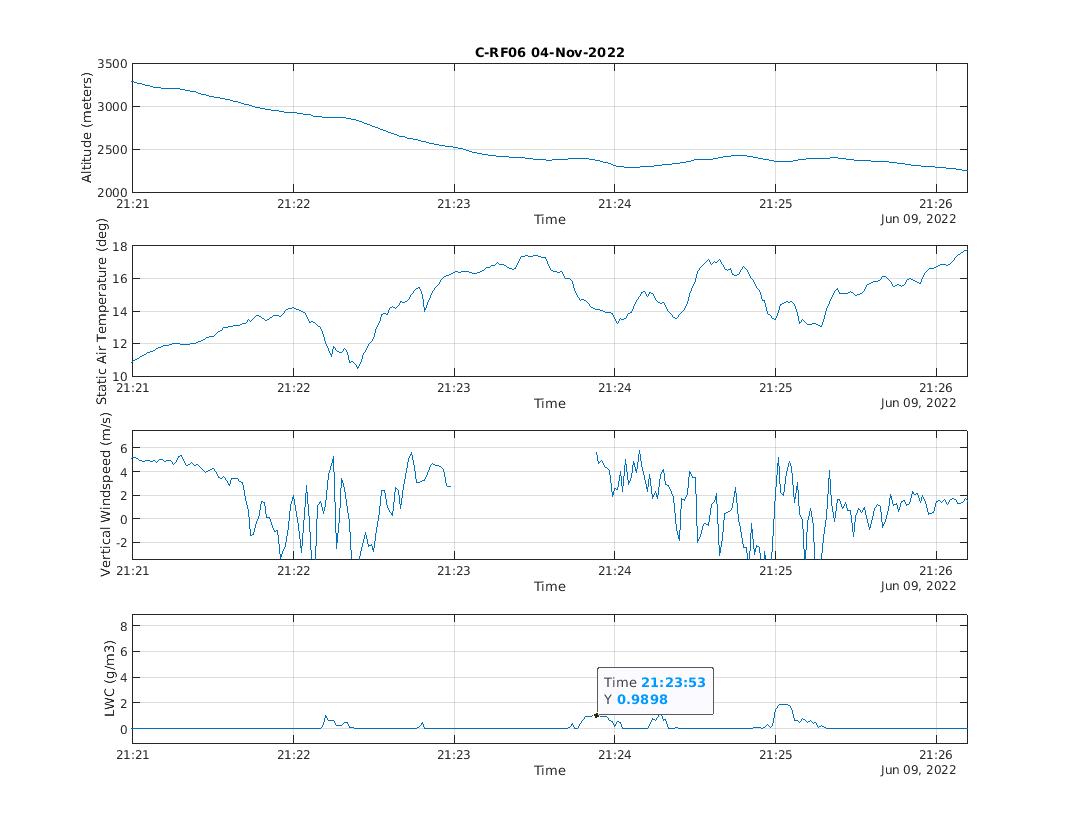 C-RF06 04-Nov-2022
Altitude (meters)
3500
3000
2500
2000
21:21 21:22 21:23 21:24 21:25 21:26
Time
Jun 09, 2022
Static Air Temperature (deg)
18
16
14
12
10
21:21 21:22 21:23 21:24 21:25 21:26
Time
Jun 09, 2022
Vertical Windspeed (m/s)
6
4
2
0
-2
21:21 21:22 21:23 21:24 21:25 21:26
Time
Jun 09, 2022
LWC (g/m3)
8
6
4
2
0
Time 21:23:53
Y 0.9898
21:21 21:22 21:23 21:24 21:25 21:26
Time
Jun 09, 2022